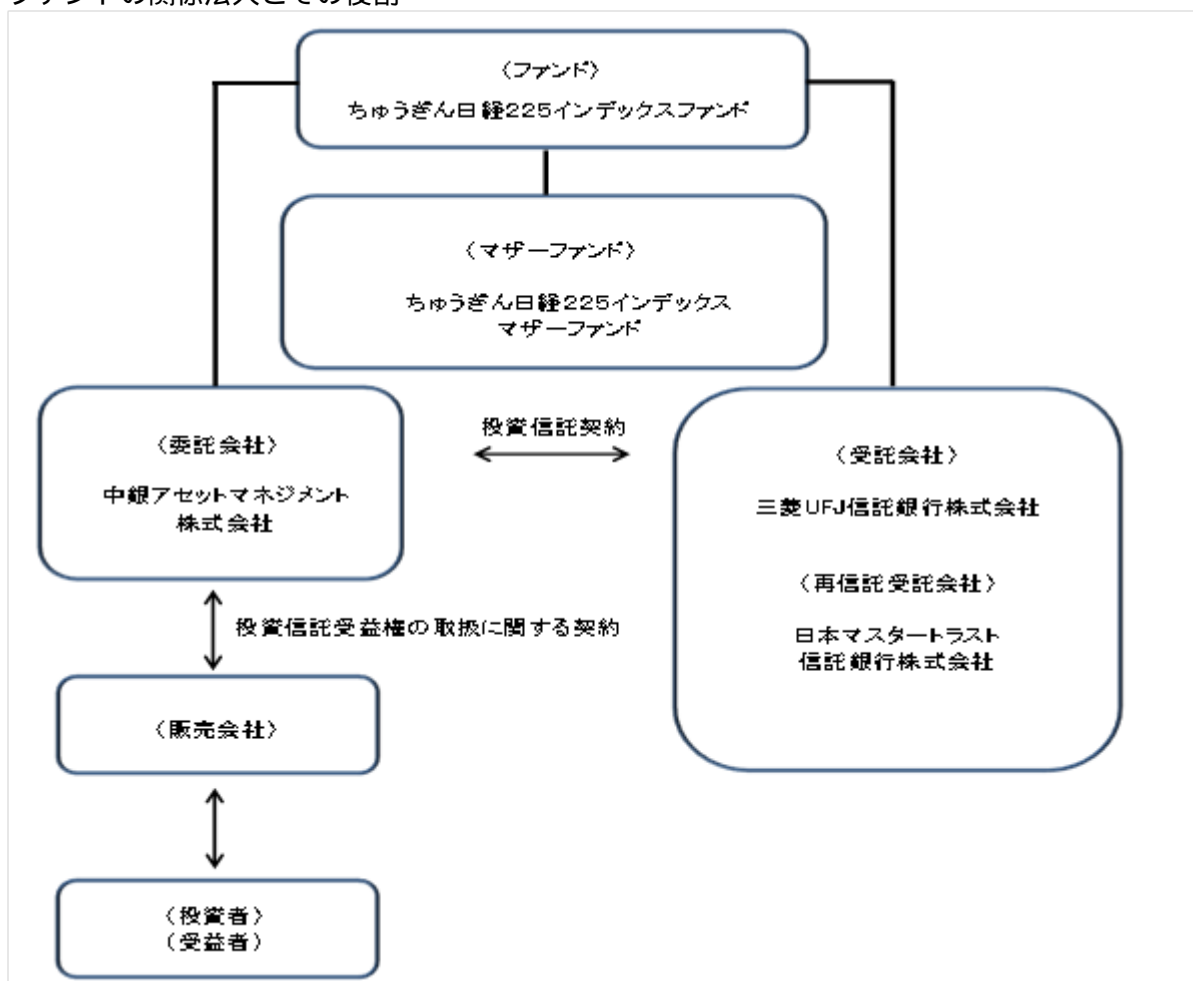 ファンドの関係法人とその役割
〈ファンド〉
ちゅうぎん日経225インデックスファンド
〈マザーファンド〉
ちゅうぎん日経225インデックス
マザーファンド
〈委託会社〉
中銀アセットマネジメント
株式会社
投資信託契約
〈受託会社〉
三菱UFJ信託銀行株式会社
〈再信託受託会社〉
日本マスタートラスト
信託銀行株式会社
投資信託受益権の取扱に関する契約
〈販売会社〉
〈投資者〉
（受益者）